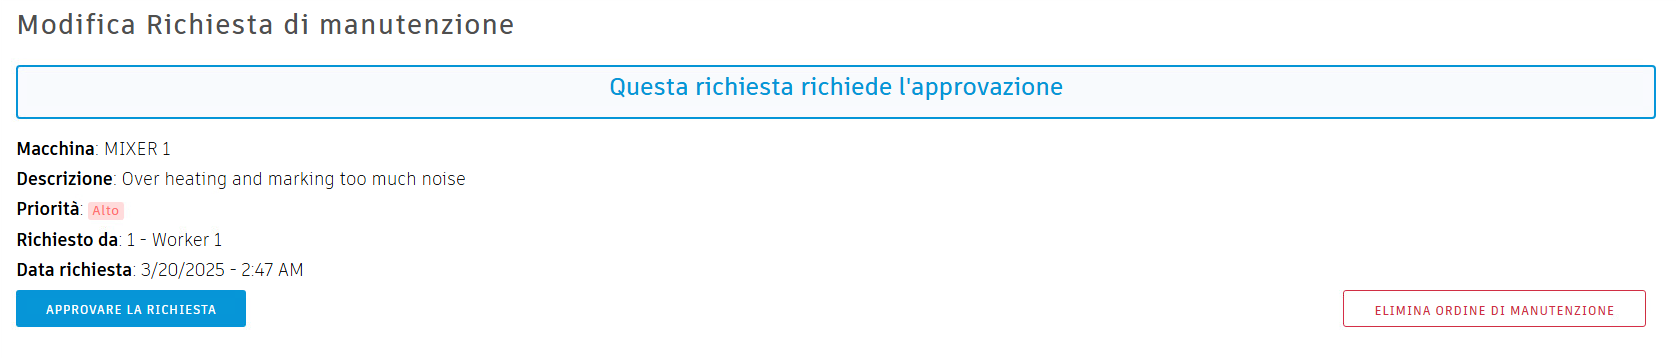 Modifica Richiesta di manutenzione
Questa richiesta richiede l'approvazione
Macchina: MIXER 1
Descrizione: Over heating and marking too much noise
Priorità: Alto
Richiesto da: 1 - Worker 1
Data richiesta: 3/20/2025 - 2:47 AM
APPROVARE LA RICHIESTA
ELIMINA ORDINE DI MANUTENZIONE